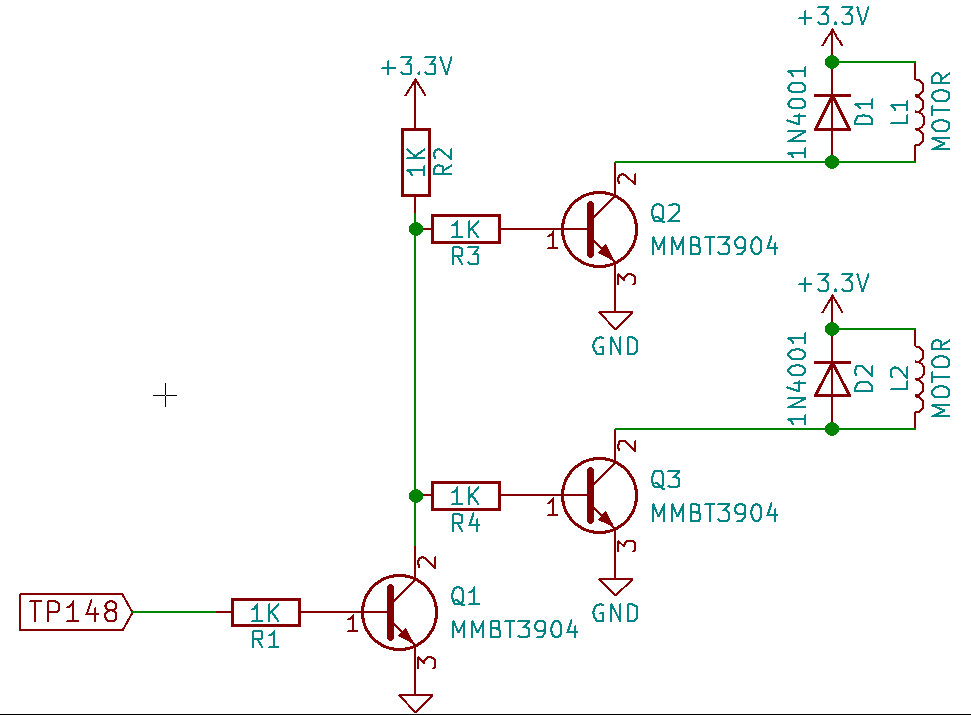 +3.3V
1N4001
D1
L1
MOTOR
+3.3V
1K
R2
2
1K
R3
1
Q2
MMBT3904
3
GND
+3.3V
1N4001
D2
L2
MOTOR
2
1K
R4
1
Q3
MMBT3904
3
GND
TP148
1K
R1
1
2
Q1
MMBT3904
3